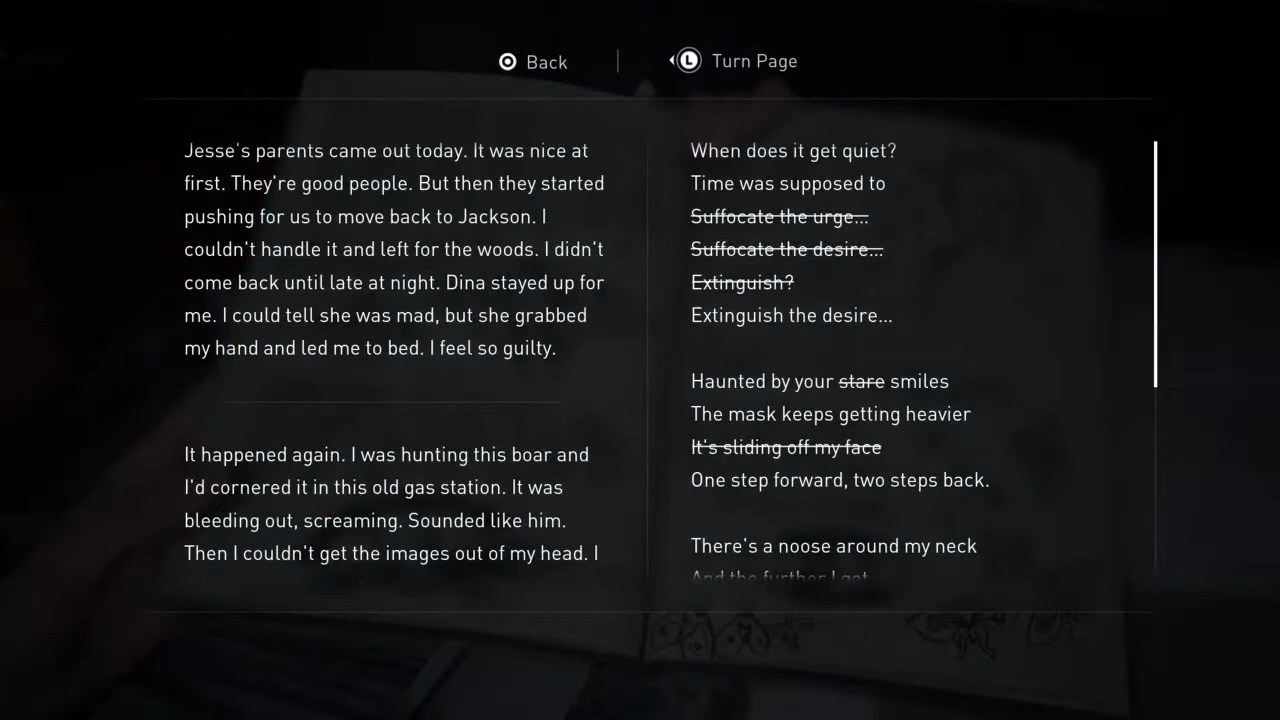 Back
L Turn Page
Jesse's parents came out today. It was nice at
first. They're good people. But then they started
pushing for us to move back to Jackson. I
couldn't handle it and left for the woods. I didn't
come back until late at night. Dina stayed up for
me. I could tell she was mad, but she grabbed
my hand and led me to bed. I feel so guilty.
It happened again. I was hunting this boar and
I'd cornered it in this old gas station. It was
bleeding out, screaming. Sounded like him.
Then I couldn't get the images out of my head. I
When does it get quiet?
Time was supposed to
Suffocate the urge...
Suffocate the desire...
Extinguish?
Extinguish the desire...
Haunted by your stare smiles
The mask keeps getting heavier
It's sliding off my face
One step forward, two steps back.
There's a noose around my neck
And the further I get